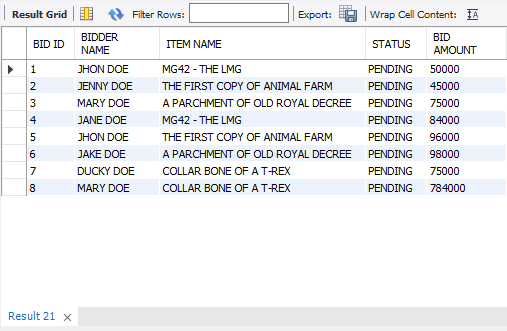 Result Grid Filter Rows: Export: Wrap Cell Content: IA
BID ID BIDDER NAME ITEM NAME STATUS BID AMOUNT
1 JHON DOE MG42 - THE LMG PENDING 50000
2 JENNY DOE THE FIRST COPY OF ANIMAL FARM PENDING 45000
3 MARY DOE A PARCHMENT OF OLD ROYAL DECREE PENDING 75000
4 JANE DOE MG42 - THE LMG PENDING 84000
5 JHON DOE THE FIRST COPY OF ANIMAL FARM PENDING 96000
6 JAKE DOE A PARCHMENT OF OLD ROYAL DECREE PENDING 98000
7 DUCKY DOE COLLAR BONE OF A T-REX PENDING 75000
8 MARY DOE COLLAR BONE OF A T-REX PENDING 784000
Result 21